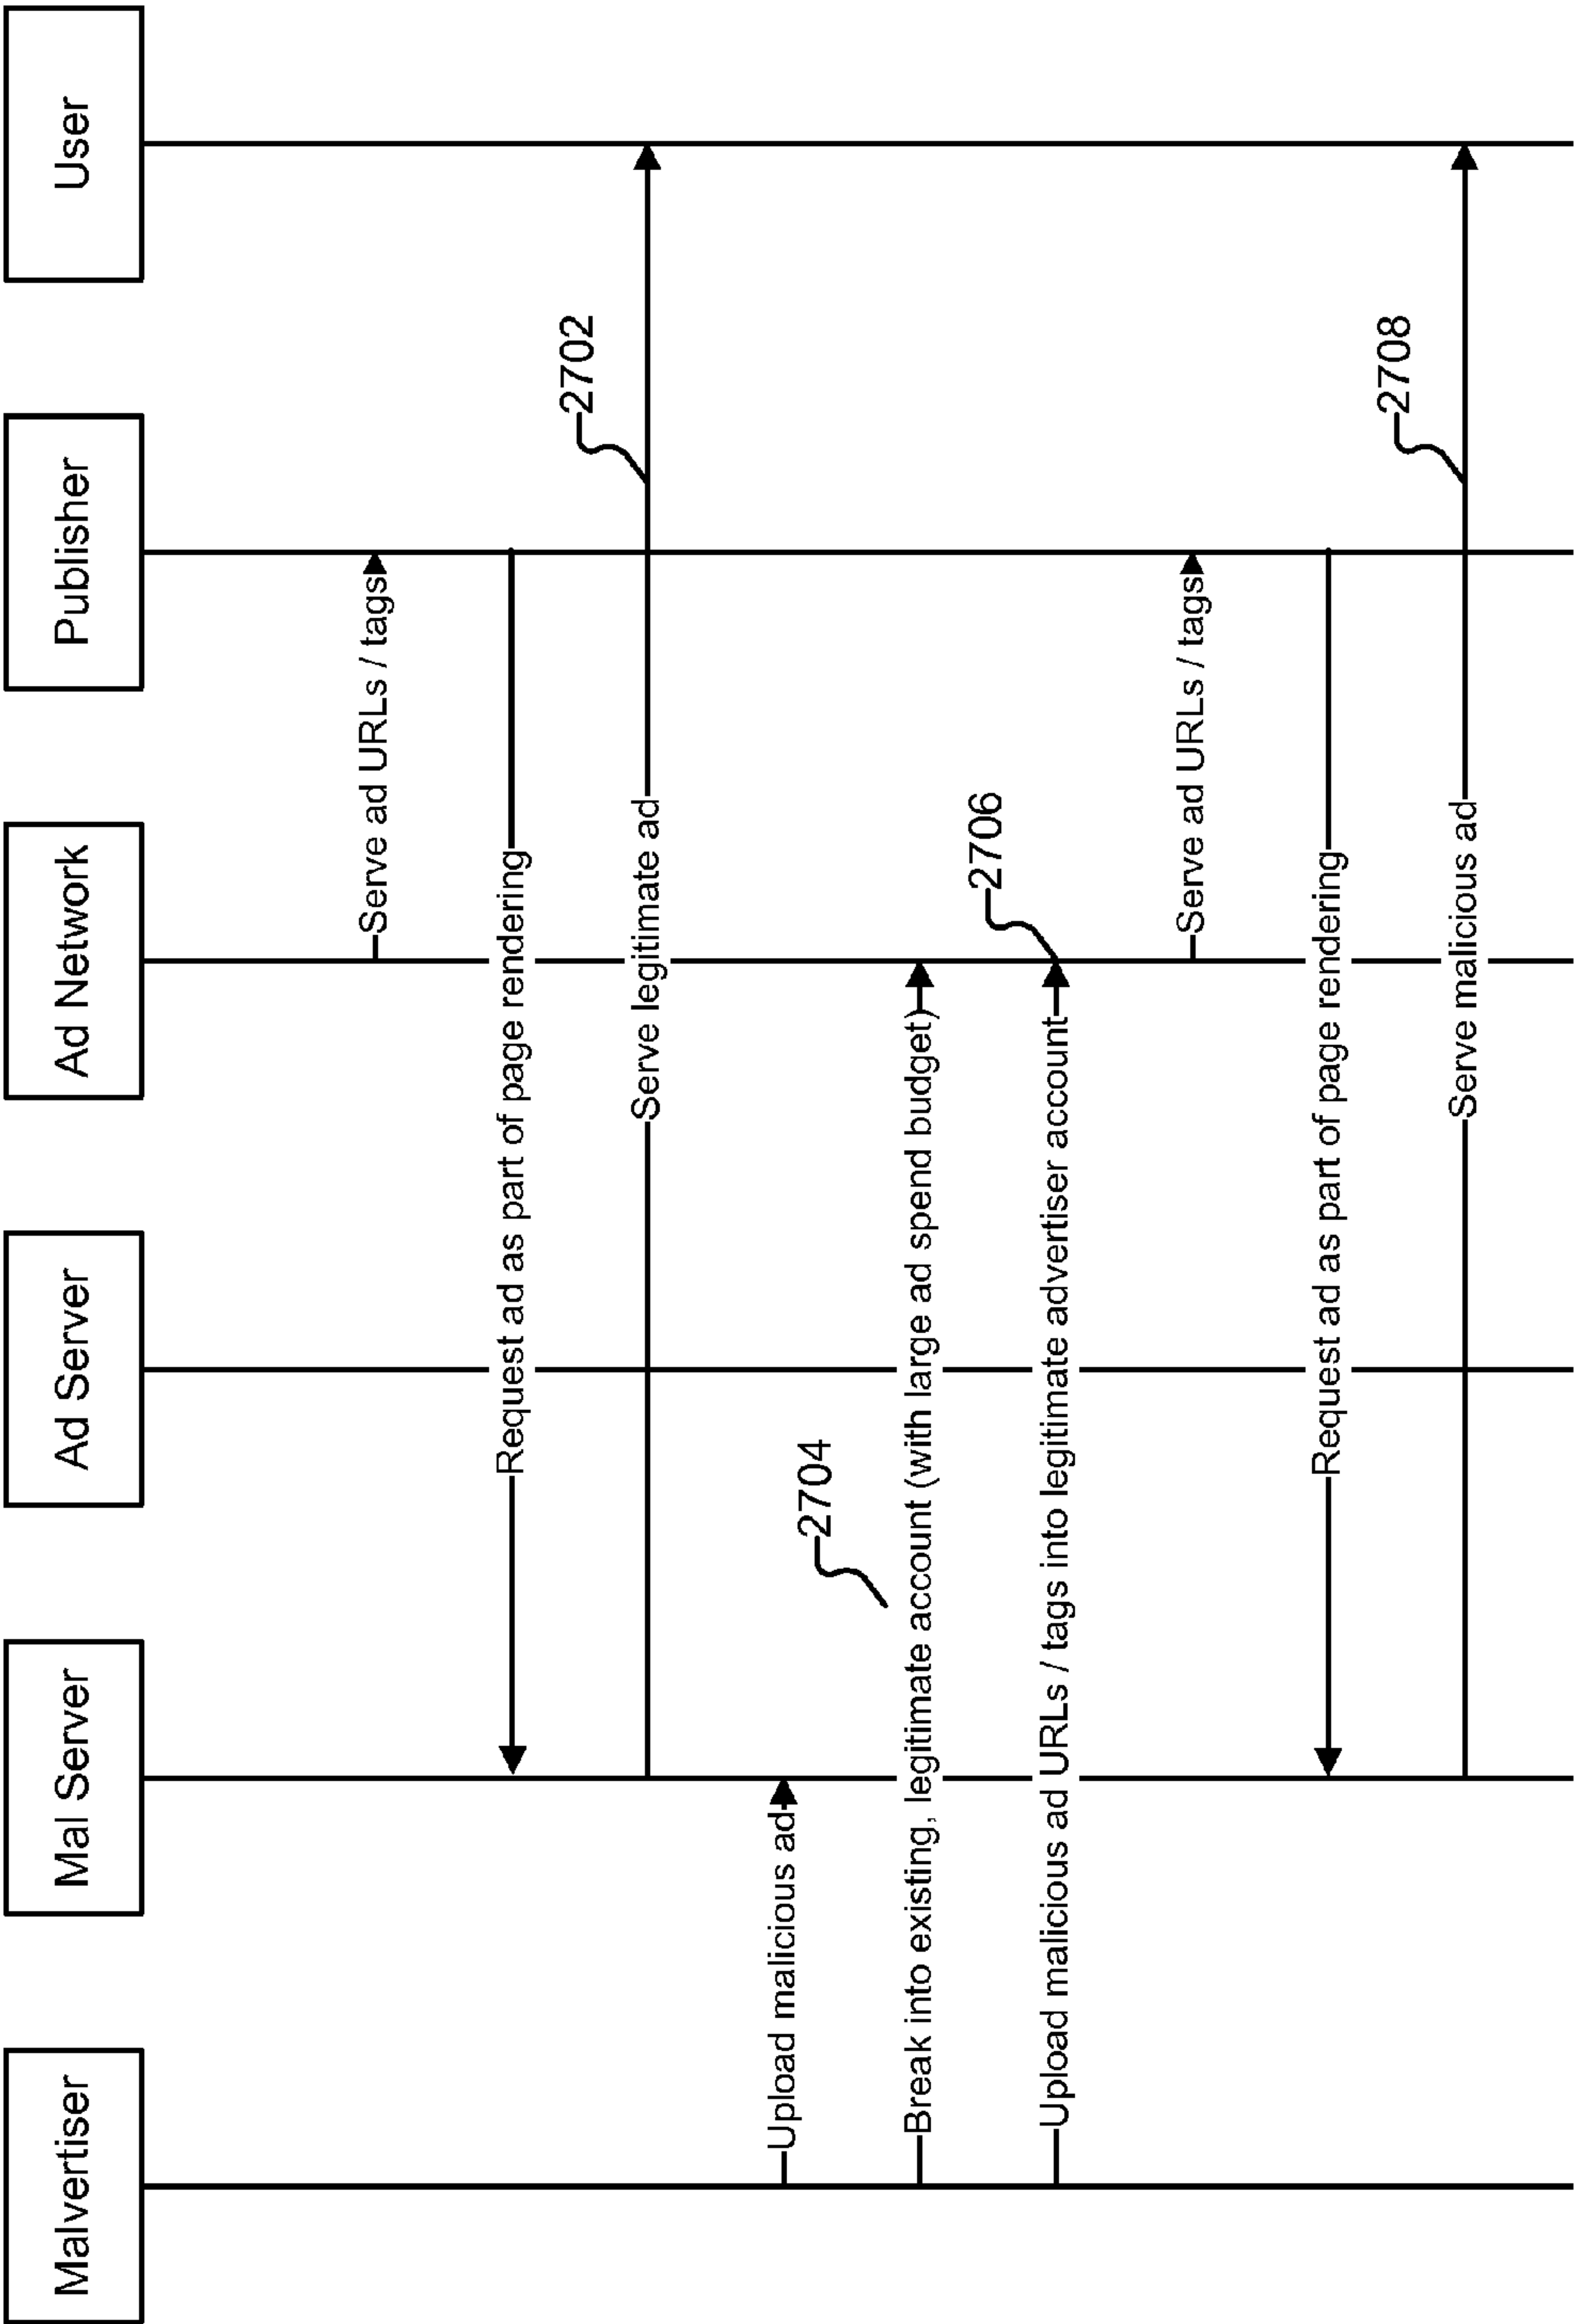 Malvertiser
Mal Server
Ad Server
Ad Network
Publisher
User
Serve ad URLs / tags
Request ad as part of page rendering
2702
Serve legitimate ad
Upload malicious ad
2704
Break into existing, legitimate account (with large ad spend budget)
2706
Upload malicious ad URLs / tags into legitimate advertiser account
Serve ad URLs / tags
Request ad as part of page rendering
2708
Serve malicious ad